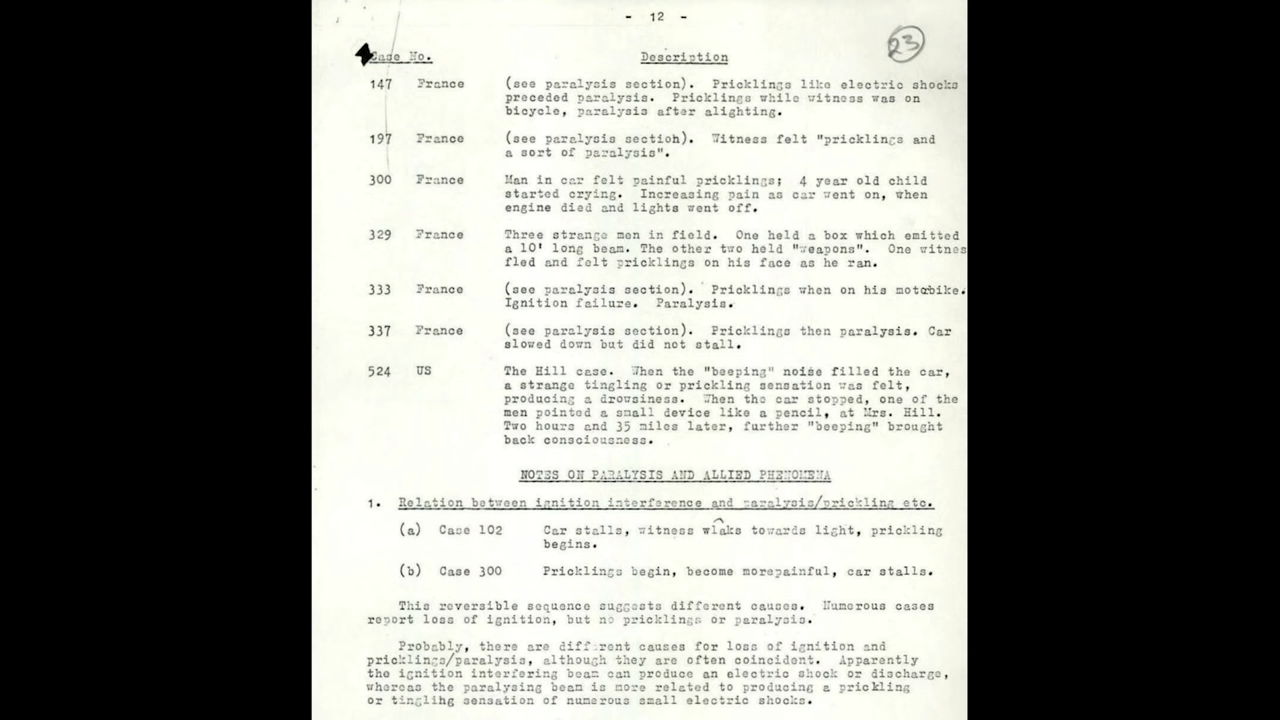 - 12 -
23
Case No. Description
147 France (see paralysis section). Pricklings like electric shocks
preceded paralysis. Pricklings while witness was on
bicycle, paralysis after alighting.
197 France (see paralysis sectioh). Witness felt "pricklings and
a sort of paralysis".
300 France Man in car felt painful pricklings; 4 year old child
started crying. Increasing pain as car went on, when
engine died and lights went off.
329 France Three strange men in field. One held a box which emitted
a 10' long beam. The other two held "weapons". One witnes
fled and felt pricklings on his face as he ran.
333 France (see paralysis section). Pricklings when on his motorbike.
Ignition failure. Paralysis.
337 France (see paralysis section). Pricklings then paralysis. Car
slowed down but did not stall.
524 US The Hill case. When the "beeping" noise filled the car,
a strange tingling or prickling sensation was felt,
producing a drowsiness. When the car stopped, one of the
men pointed a small device like a pencil, at Mrs. Hill.
Two hours and 35 miles later, further "beeping" brought
back consciousness.
NOTES ON PARALYSIS AND ALLIED PHENOMENA
1. Relation between ignition interference and paralysis/prickling etc.
(a) Case 102 Car stalls, witness wlaks towards light, prickling
begins.
(b) Case 300 Pricklings begin, become morepainful, car stalls.
This reversible sequence suggests different causes. Numerous cases
report loss of ignition, but no pricklings or paralysis.
Probably, there are different causes for loss of ignition and
pricklings/paralysis, although they are often coincident. Apparently
the ignition interfering beam can produce an electric shock or discharge,
whereas the paralysing beam is more related to producing a prickling
or tinglihg sensation of numerous small electric shocks.